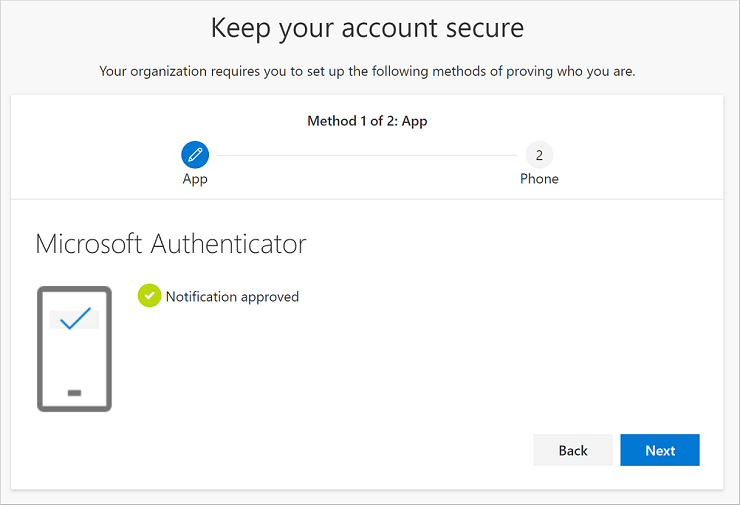 Keep your account secure
Your organization requires you to set up the following methods of proving who you are.
Method 1 of 2: App
2
App
Phone
Microsoft Authenticator
Notification approved
Back
Next